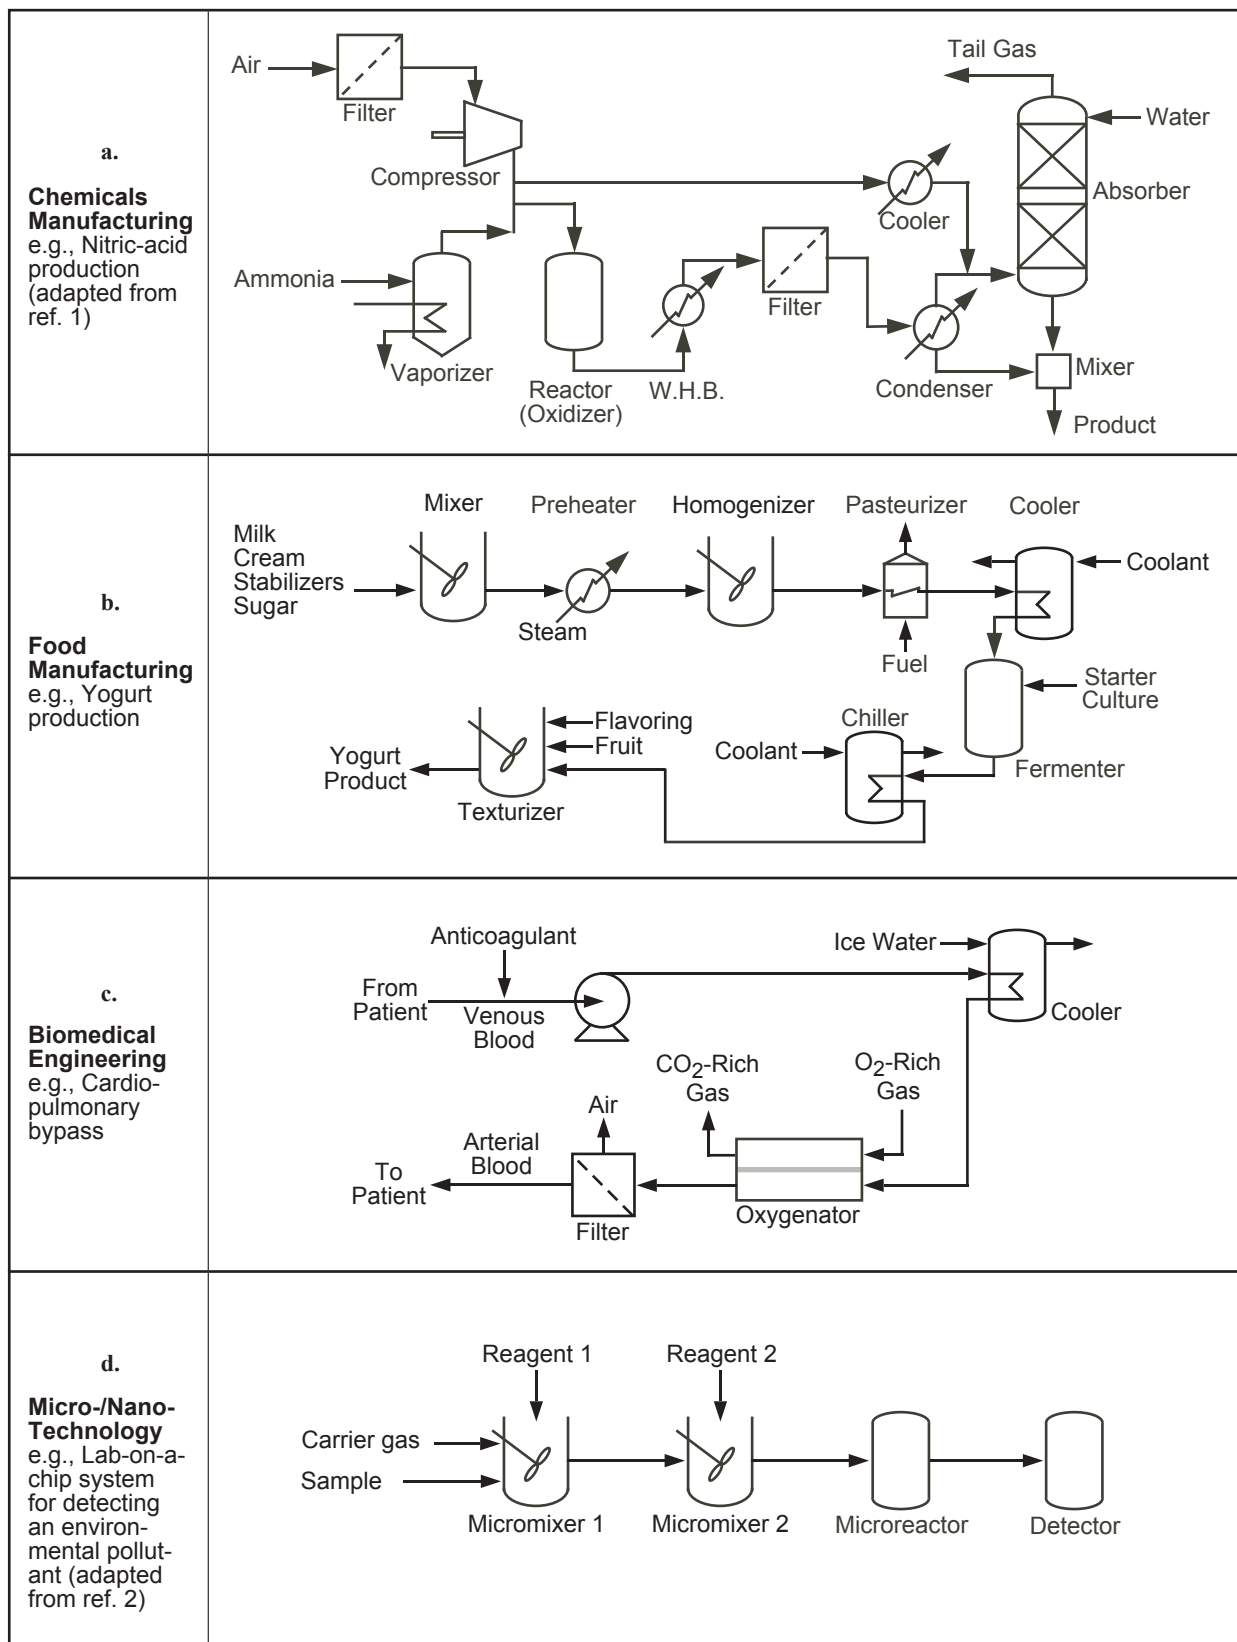 a.
Chemicals
Manufacturing
e.g., Nitric-acid
production
(adapted from
ref. 1)
Air
Filter
Compressor
Ammonia
Vaporizer
Reactor
(Oxidizer)
W.H.B.
Filter
Cooler
Condenser
Tail Gas
Water
Absorber
Mixer
Product
b.
Food
Manufacturing
e.g., Yogurt
production
Milk
Cream
Stabilizers
Sugar
Mixer
Preheater
Steam
Homogenizer
Pasteurizer
Fuel
Cooler
Coolant
Starter
Culture
Fermenter
Chiller
Coolant
Flavoring
Fruit
Texturizer
Yogurt
Product
c.
Biomedical
Engineering
e.g., Cardio-
pulmonary
bypass
Anticoagulant
From
Patient
Venous
Blood
Ice Water
Cooler
O2-Rich
Gas
CO2-Rich
Gas
Oxygenator
Air
Filter
Arterial
Blood
To
Patient
d.
Micro-/Nano-
Technology
e.g., Lab-on-a-
chip system
for detecting
an environ-
mental pollut-
ant (adapted
from ref. 2)
Reagent 1
Reagent 2
Carrier gas
Sample
Micromixer 1
Micromixer 2
Microreactor
Detector